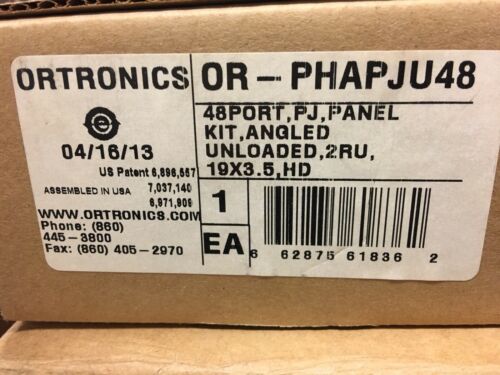 ORTRONICS
04/16/13
US Patent 6,896,557
ASSEMBLED IN USA 7,037,140
6,971,909
WWW.ORTRONICS.COM
Phone: (860)
445-3800
Fax: (860) 405-2970
OR-PHAPJU48
48PORT,PJ,PANEL
KIT,ANGLED
UNLOADED,2RU,
19X3.5,HD
1
EA
6 62875 61836 2